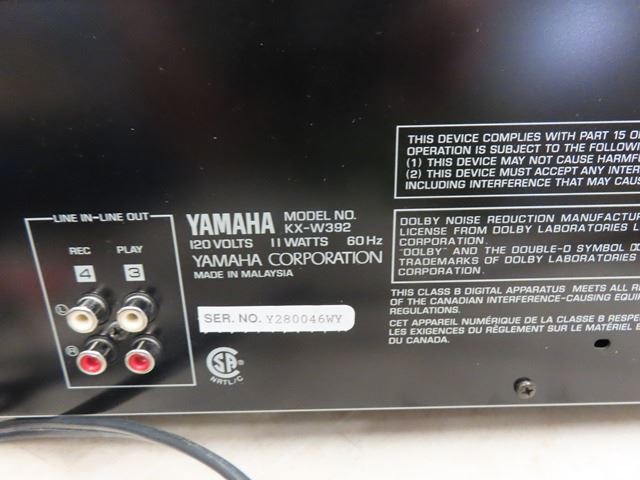 LINE IN-LINE OUT
REC PLAY
4 3
L
R
YAMAHA MODEL NO. KX-W392
120 VOLTS 11 WATTS 60 Hz
YAMAHA CORPORATION
MADE IN MALAYSIA
SER. NO. Y280046WY
NRTL/C
THIS DEVICE COMPLIES WITH PART 15
OPERATION IS SUBJECT TO THE FOLLOWI
(1) THIS DEVICE MAY NOT CAUSE HARMF
(2) THIS DEVICE MUST ACCEPT ANY INTER
INCLUDING INTERFERENCE THAT MAY CAUS
DOLBY NOISE REDUCTION MANUFACTUR
LICENSE FROM DOLBY LABORATORIES L
CORPORATION.
"DOLBY" AND THE DOUBLE-D SYMBOL
TRADEMARKS OF DOLBY LABORATORIES
CORPORATION.
THIS CLASS B DIGITAL APPARATUS MEETS ALL RE
OF THE CANADIAN INTERFERENCE-CAUSING EQUI
REGULATIONS.
CET APPAREIL NUMÉRIQUE DE LA CLASSE B RESPE
LES EXIGENCES DU RÈGLEMENT SUR LE MATÉRIEL
DU CANADA.